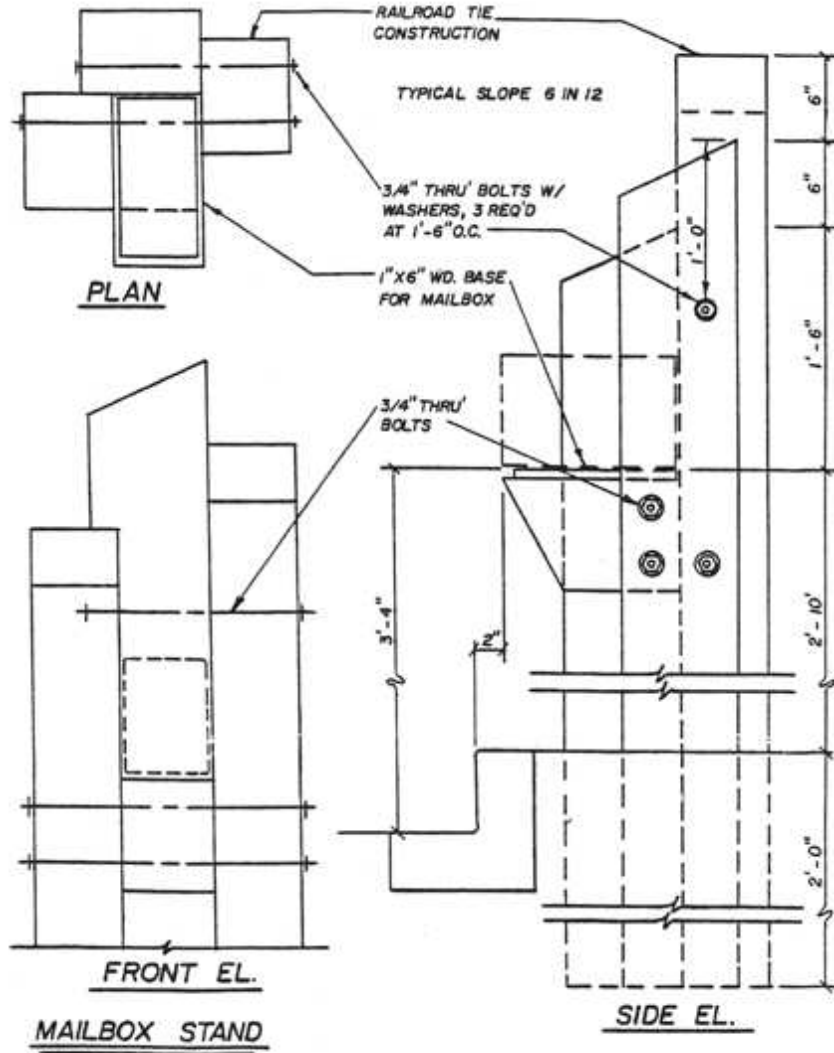 RAILROAD TIE
CONSTRUCTION
TYPICAL SLOPE 6 IN 12
6"
6"
3/4" THRU' BOLTS W/
WASHERS, 3 REQ'D
AT 1'-6" O.C.
1'-0"
PLAN
1" X 6" WD. BASE
FOR MAILBOX
1'-6"
3/4" THRU'
BOLTS
3'-4"
2"
2'-10'
2'-0"
FRONT EL.
SIDE EL.
MAILBOX STAND